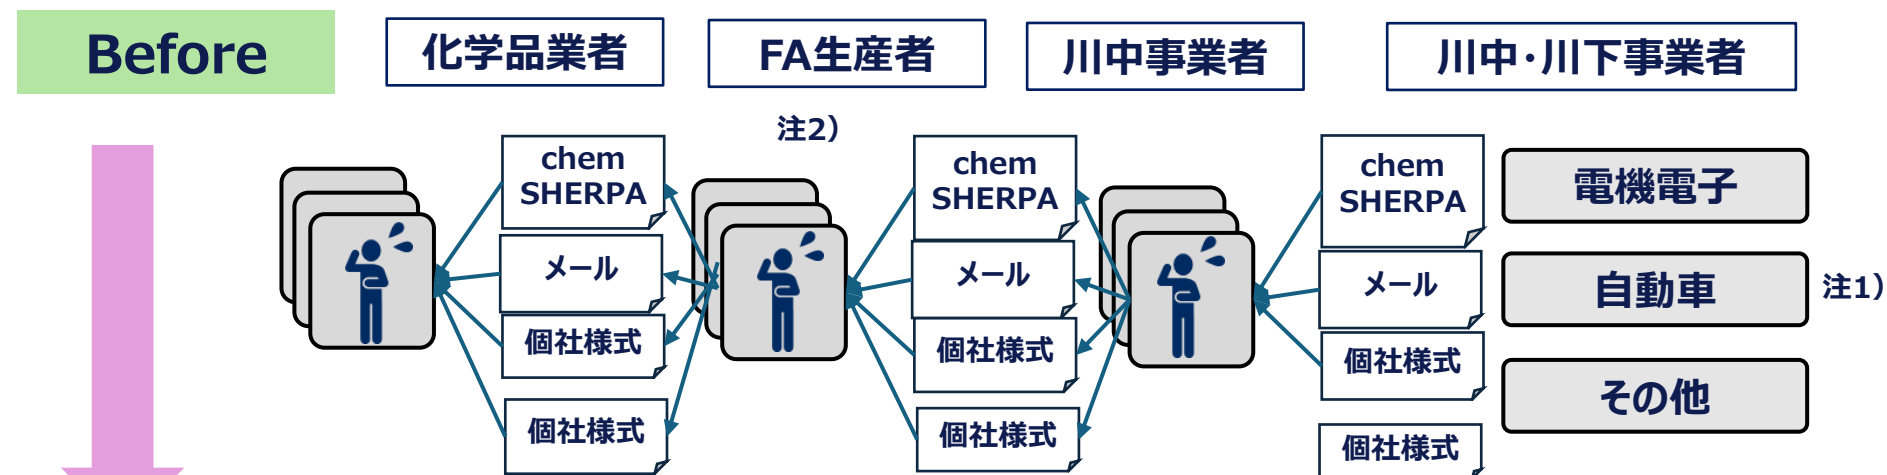 Before
化学品業者
FA生産者
川中事業者
川中・川下事業者
注2）
chem
SHERPA
メール
個社様式
個社様式
chem
SHERPA
メール
個社様式
個社様式
chem
SHERPA
メール
個社様式
個社様式
電機電子
自動車
その他
注1）